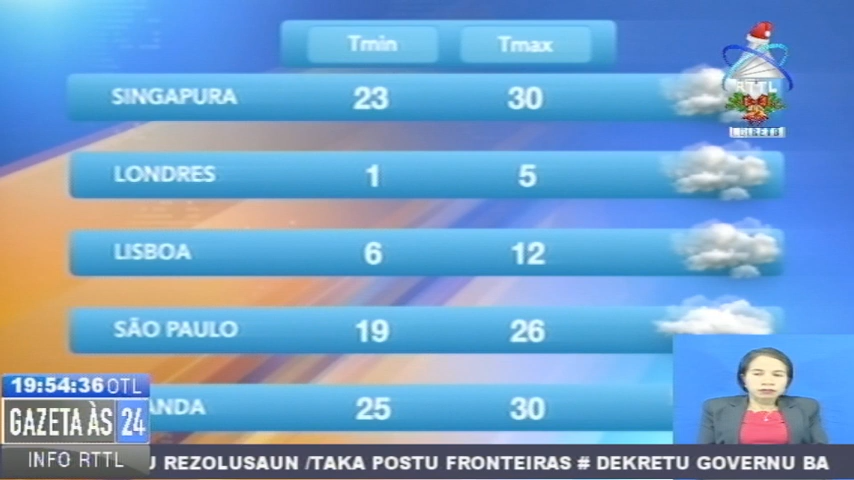 Tmin Tmax
SINGAPURA 23 30
RTTL
LONDRES 1 5
LISBOA 6 12
SÃO PAULO 19 26
ANDA 25 30
19:54:36 OTL
GAZETA ÀS 24
INFO RTTL
U REZOLUSAUN /TAKA POSTU FRONTEIRAS # DEKRETU GOVERNU BA